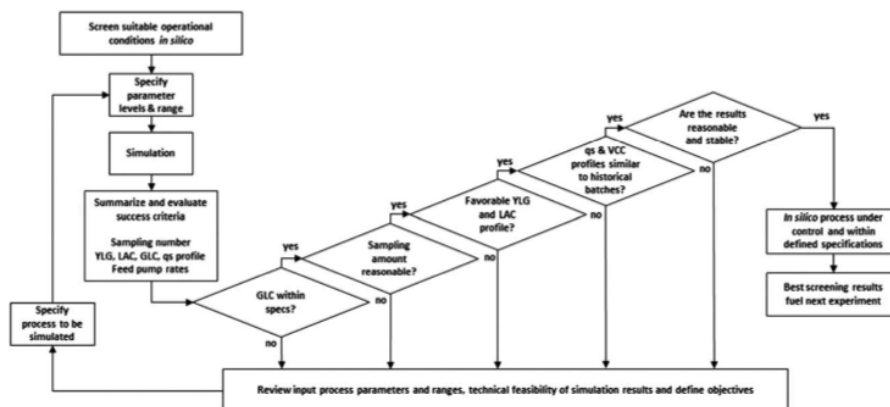 Screen suitable operational
conditions in silico
Specify
parameter
levels & range
Simulation
Summarize and evaluate
success criteria
Sampling number
YLG, LAC, GLC, qs profile
Feed pump rates
Specify
process to be
simulated
GLC within
specs?
yes
no
Sampling
amount
reasonable?
yes
no
Favorable YLG
and LAC
profile?
yes
no
qs & VCC
profiles similar
to historical
batches?
yes
no
Are the results
reasonable
and stable?
yes
no
In silico process under
control and within
defined specifications
Best screening results
fuel next experiment
Review input process parameters and ranges, technical feasibility of simulation results and define objectives